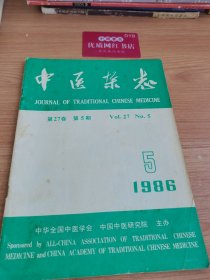 中医杂志
JOURNAL OF TRADITIONAL CHINESE MEDICINE
第27卷 第5期 Vol. 27 No. 5
5
1986
中华全国中医学会 中国中医研究院 主办
Sponsored by ALL-CHINA ASSOCIATION OF TRADITIONAL CHINESE
MEDICINE and CHINA ACADEMY OF TRADITIONAL CHINESE MEDICINE